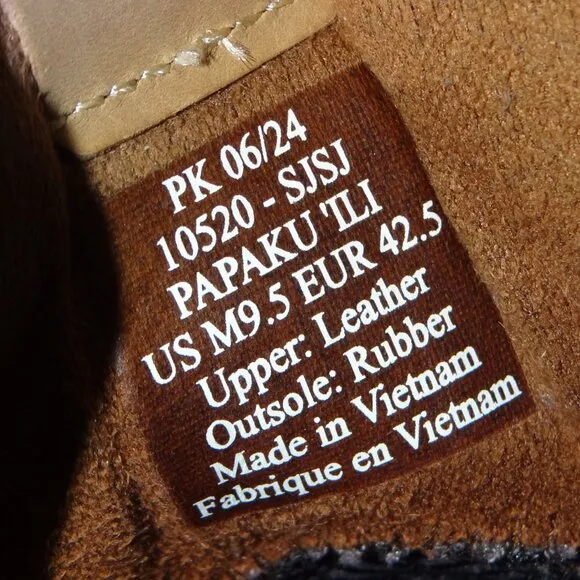 PK 06/24
10520 - SJSJ
PAPAKU 'ILI
US M9.5 EUR 42.5
Upper: Leather
Outsole: Rubber
Made in Vietnam
Fabrique en Vietnam